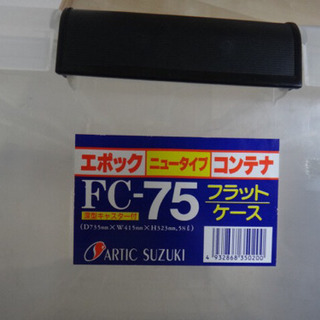 エポック ニュータイプ コンテナ
FC-75 フラットケース
深型キャスター付
(D735mm×W415mm×H323mm,58ℓ)
ARTIC SUZUKI
4 932868 350200